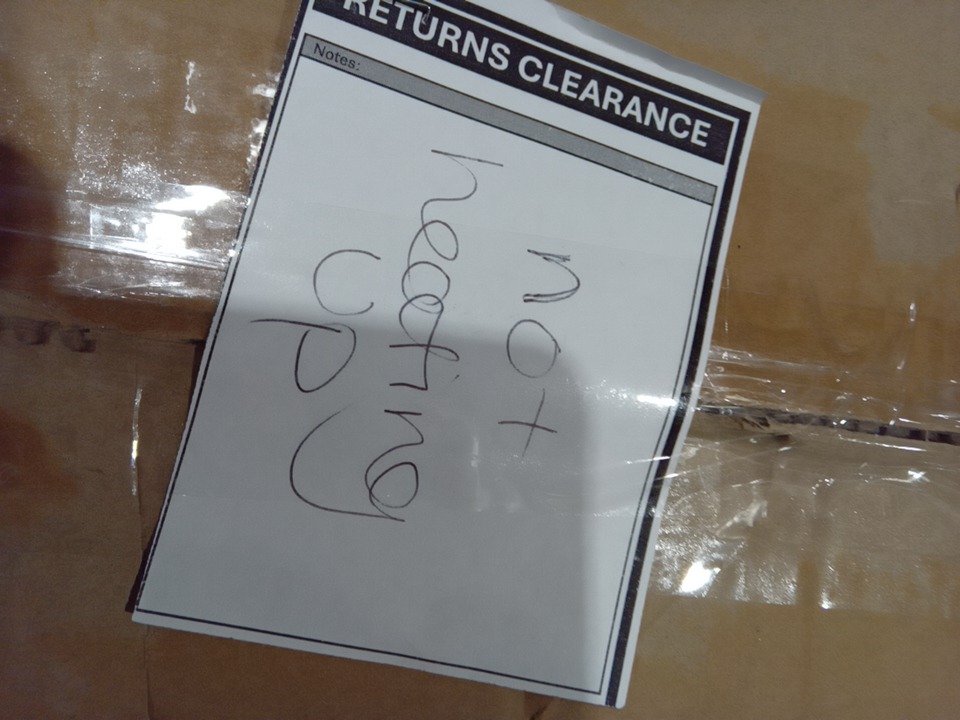 RETURNS CLEARANCE
Notes:
not
heating
up